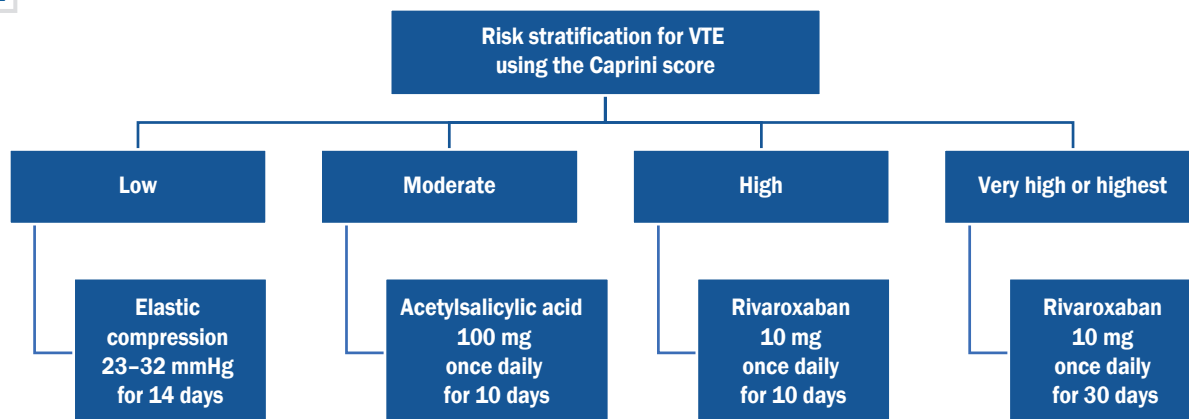 Risk stratification for VTE
using the Caprini score
Low
Moderate
High
Very high or highest
Elastic
compression
23–32 mmHg
for 14 days
Acetylsalicylic acid
100 mg
once daily
for 10 days
Rivaroxaban
10 mg
once daily
for 10 days
Rivaroxaban
10 mg
once daily
for 30 days